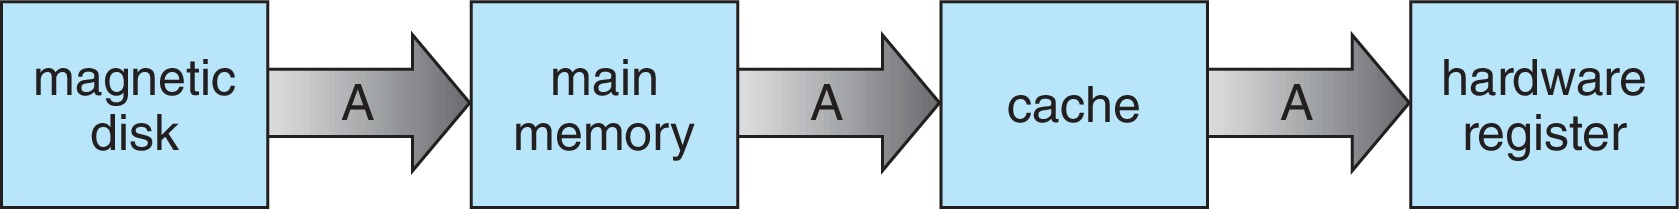 magnetic
disk
A
main
memory
A
cache
A
hardware
register